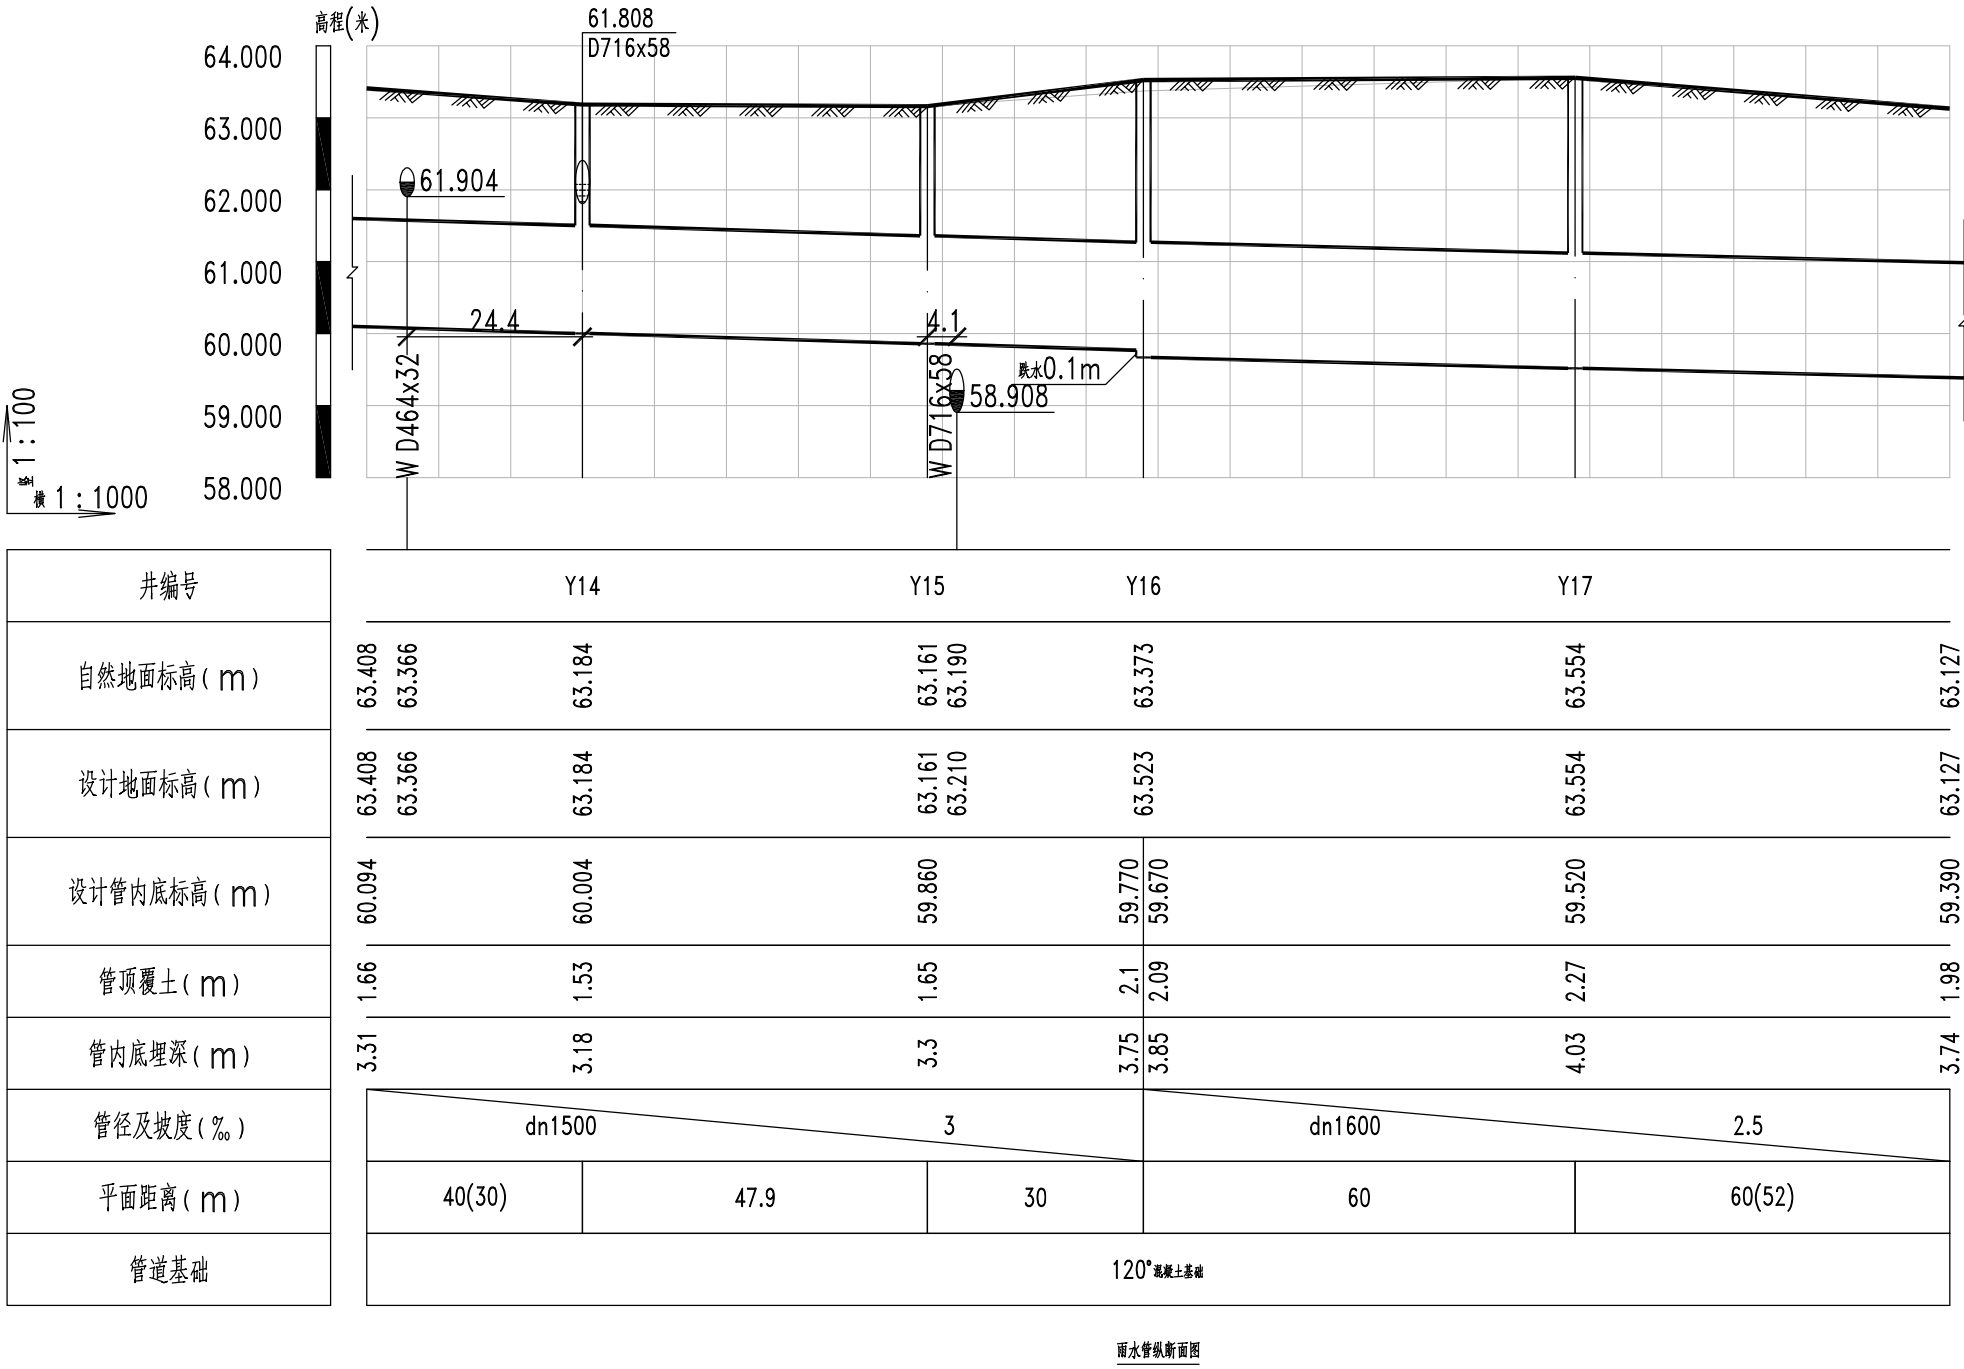 高程(米)
61.808
D716x58
64.000
63.000
62.000
61.000
60.000
59.000
58.000
61.904
24.4
4.1
W D464x32
W D716x58
跌水0.1m
58.908
竖 1:100
横 1:1000
井编号 Y14 Y15 Y16 Y17
自然地面标高(m) 63.408 63.366 63.184 63.161 63.190 63.373 63.554 63.127
设计地面标高(m) 63.408 63.366 63.184 63.161 63.210 63.523 63.554 63.127
设计管内底标高(m) 60.094 60.004 59.860 59.770 59.670 59.520 59.390
管顶覆土(m) 1.66 1.53 1.65 2.1 2.09 2.27 1.98
管内底埋深(m) 3.31 3.18 3.3 3.75 3.85 4.03 3.74
管径及坡度(‰) dn1500 3 dn1600 2.5
平面距离(m) 40(30) 47.9 30 60 60(52)
管道基础 120°混凝土基础
雨水管纵断面图